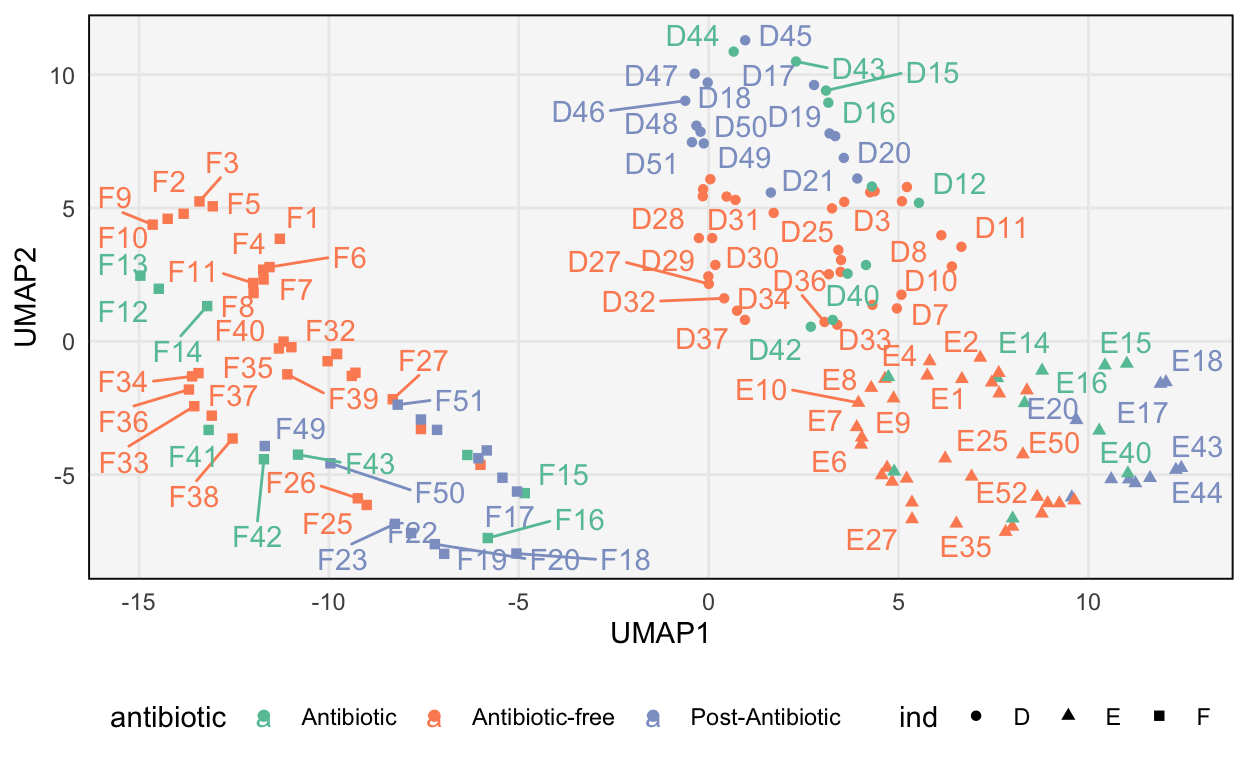 D44 D45
10 D47 D17 D43 D15
D46 D18 D16
D48 D50 D19
D51 D49 D20
F3
F2 D21 D12
F9 F5
5 F1 D28 D31 D25 D3 D11
F10 F4 D8
F13 F11 F6 D27 D29 D30 D10
F7 D36
F12 F8 D32 D34 D40 D7
F40 F32 D37 D33 E2 E14 E15
0 F14 D42 E4 E18
F34 F35 F27 E8 E16
F37 F39 E10 E1
F36 F51 E20 E17
F49 E7 E9 E25 E50 E43
F33 F41 F43 E6 E40
-5 F26 F50 F15 E52 E44
F38
F25 F17 F16
F42 F22 E27
F23 F19 F20 F18 E35
UMAP2
-15 -10 -5 0 5 10
UMAP1
antibiotic a Antibiotic a Antibiotic-free a Post-Antibiotic ind D E F